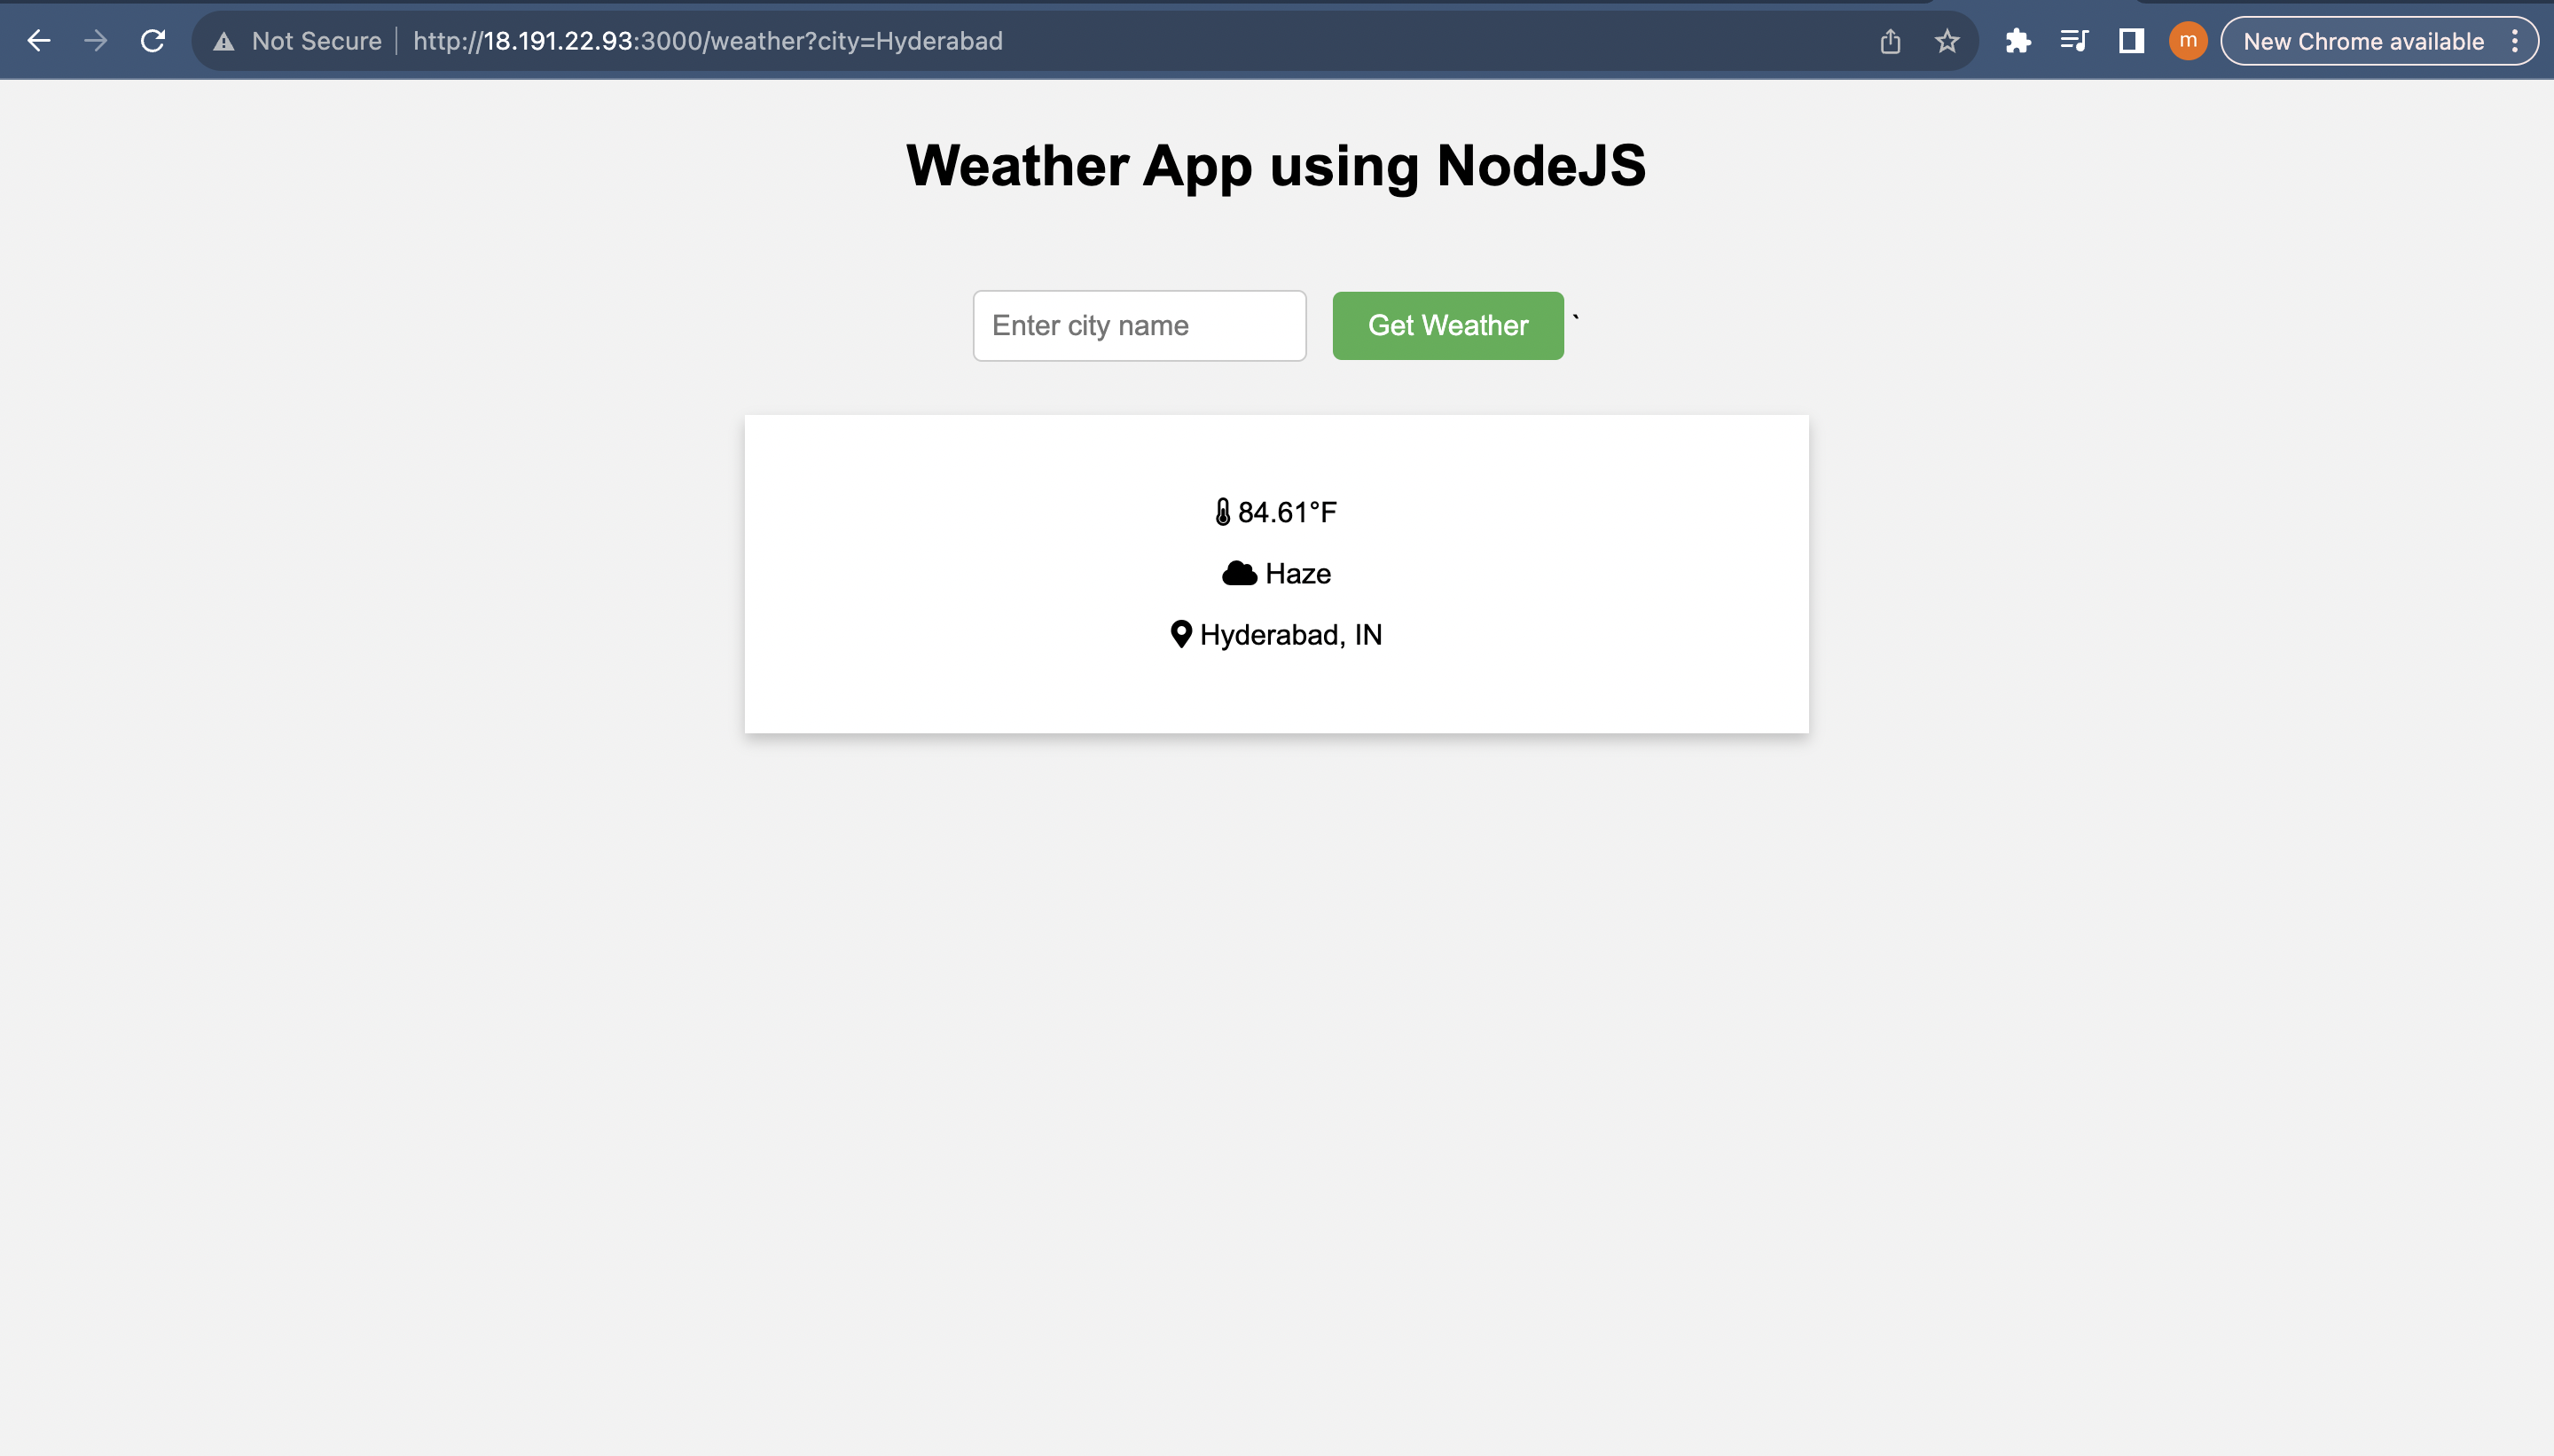 Not Secure http://18.191.22.93:3000/weather?city=Hyderabad m New Chrome available
Weather App using NodeJS
Enter city name Get Weather `
84.61°F
Haze
Hyderabad, IN